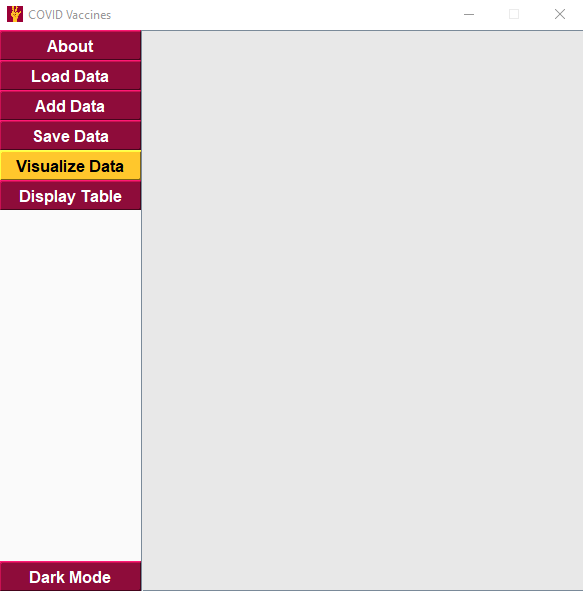 COVID Vaccines
About
Load Data
Add Data
Save Data
Visualize Data
Display Table
Dark Mode